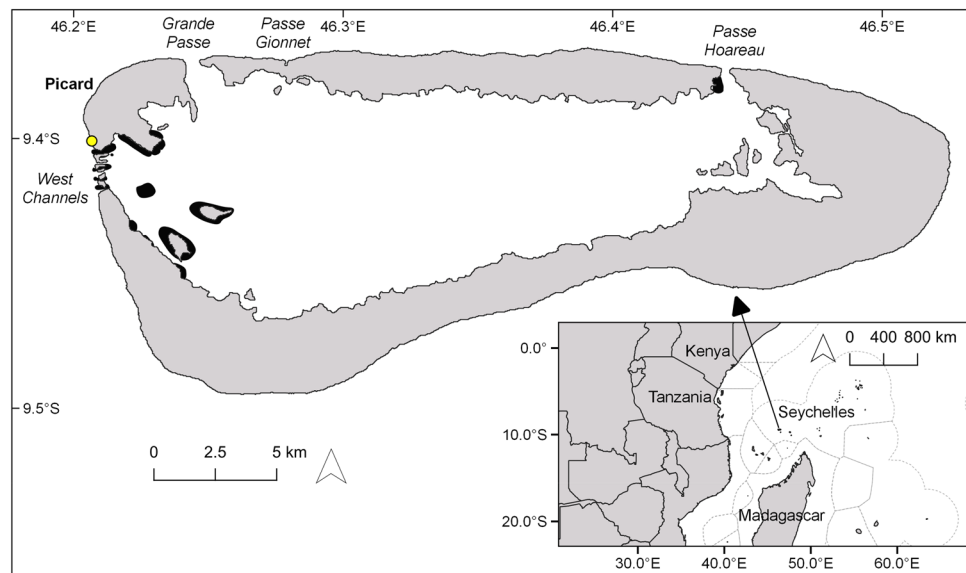 46.2°E
46.3°E
46.4°E
46.5°E
Grande
Passe
Passe
Gionnet
Passe
Hoareau
Picard
9.4°S
West
Channels
9.5°S
0 2.5 5 km
0 400 800 km
0.0°
10.0°S
20.0°S
Kenya
Tanzania
Seychelles
Madagascar
30.0°E
40.0°E
50.0°E
60.0°E